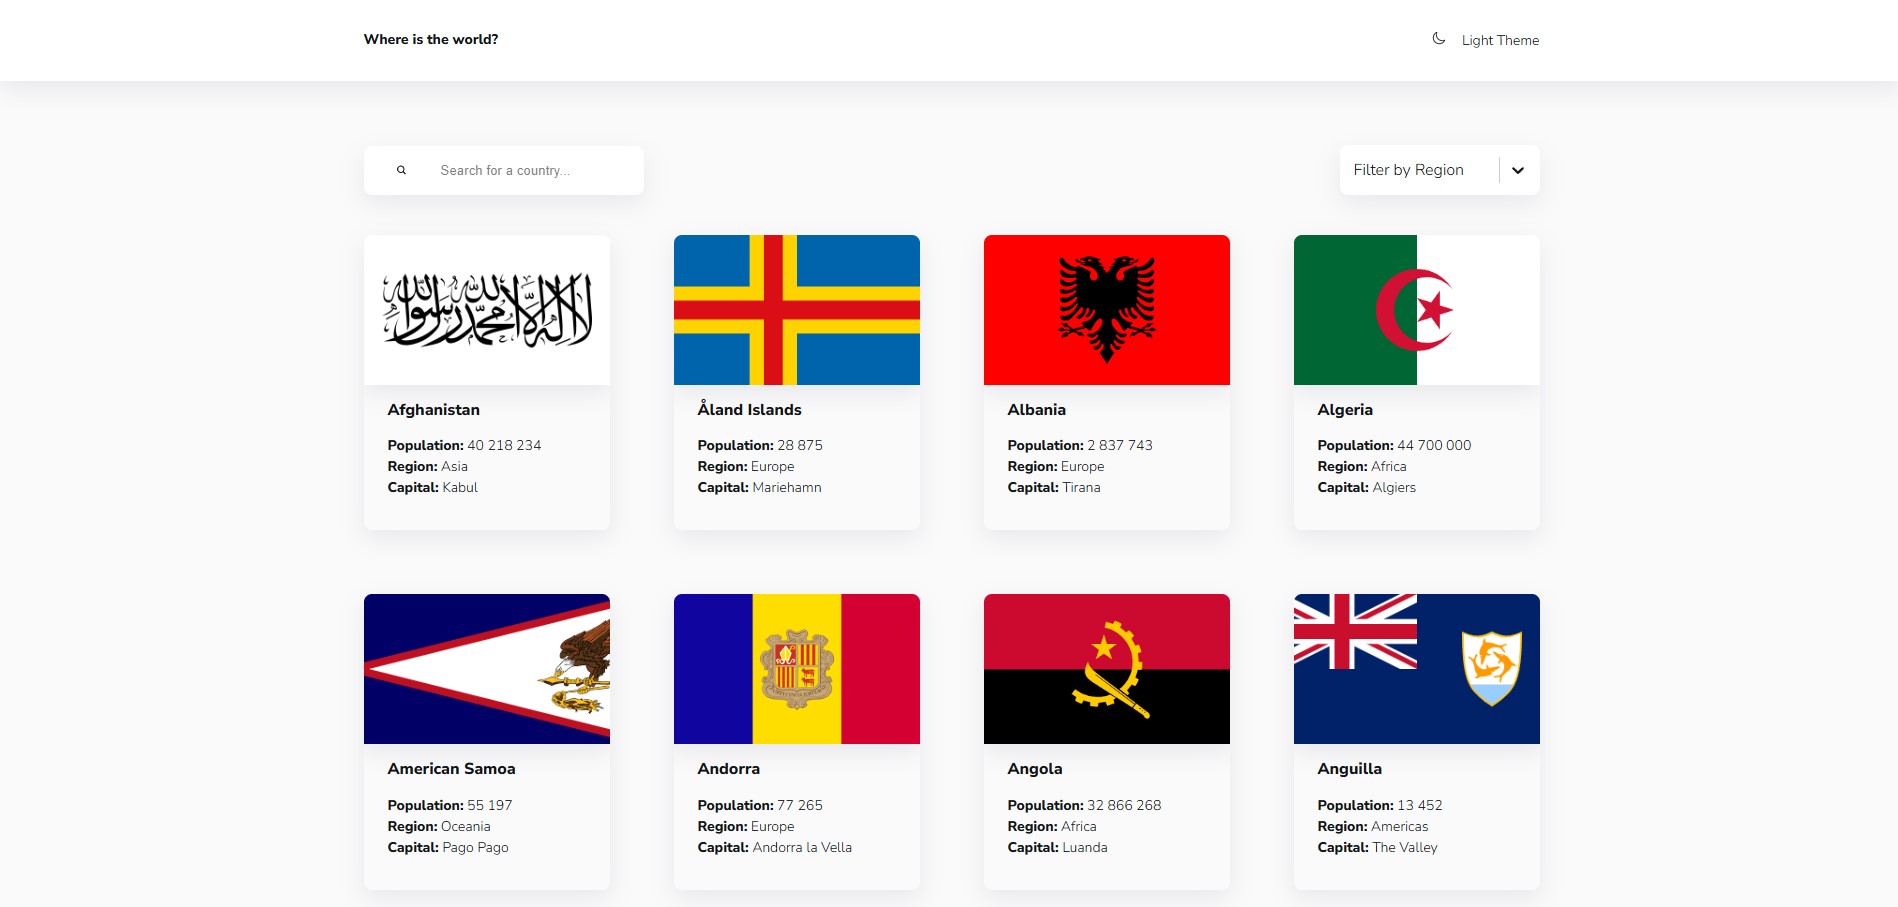 Where is the world?
Light Theme
Search for a country...
Filter by Region
لا إله إلا الله محمد رسول الله
Afghanistan
Population: 40 218 234
Region: Asia
Capital: Kabul
Åland Islands
Population: 28 875
Region: Europe
Capital: Mariehamn
Albania
Population: 2 837 743
Region: Europe
Capital: Tirana
Algeria
Population: 44 700 000
Region: Africa
Capital: Algiers
American Samoa
Population: 55 197
Region: Oceania
Capital: Pago Pago
Andorra
Population: 77 265
Region: Europe
Capital: Andorra la Vella
Angola
Population: 32 866 268
Region: Africa
Capital: Luanda
Anguilla
Population: 13 452
Region: Americas
Capital: The Valley